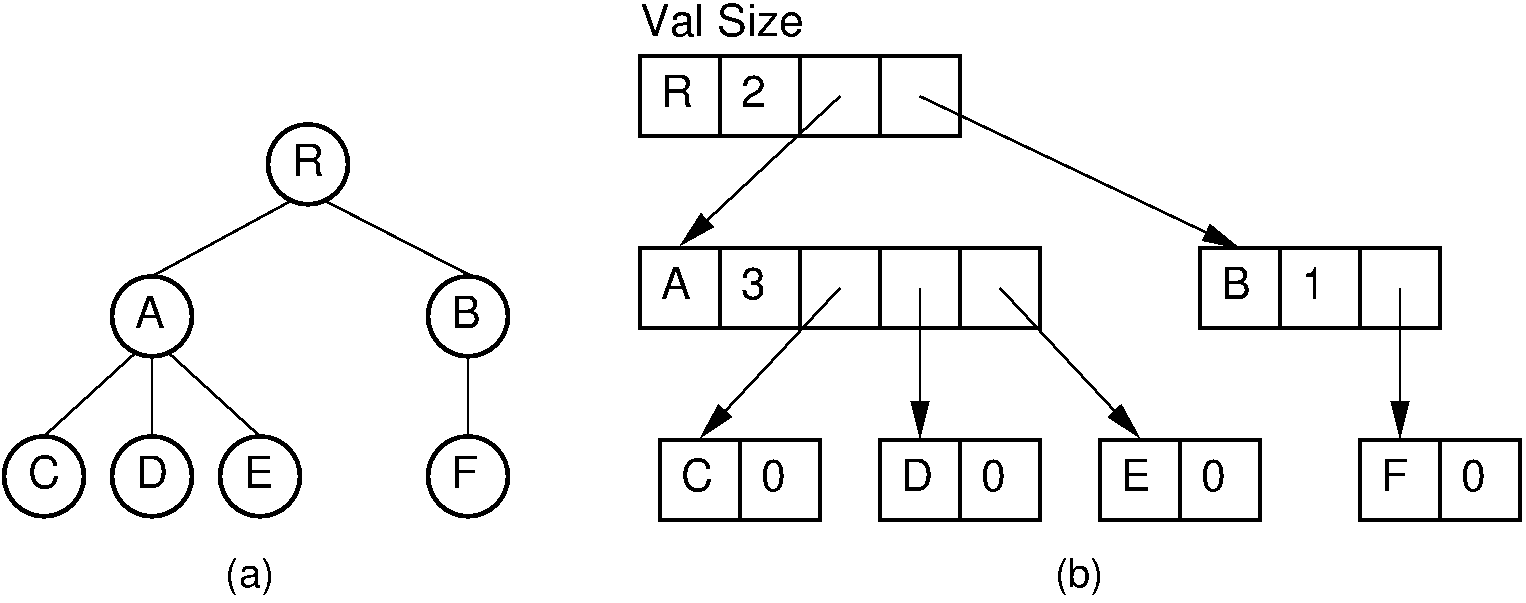 Val Size
R 2
R
A 3 B 1
A B
C 0 D 0 E 0 F 0
C D E F
(a) (b)